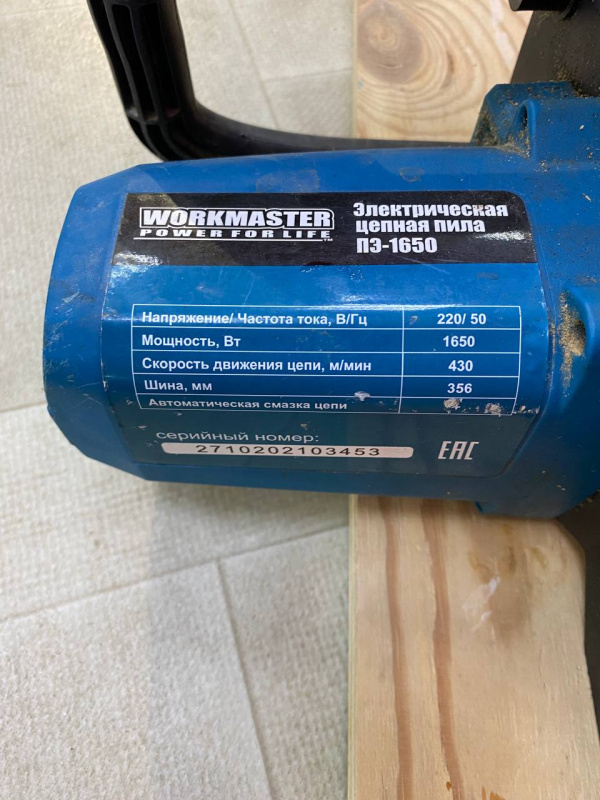 WORKMASTER
POWER FOR LIFE™
Электрическая
цепная пила
ПЭ-1650
Напряжение/ Частота тока, В/Гц 220/ 50
Мощность, Вт 1650
Скорость движения цепи, м/мин 430
Шина, мм 356
Автоматическая смазка цепи
серийный номер:
2710202103453
EAC